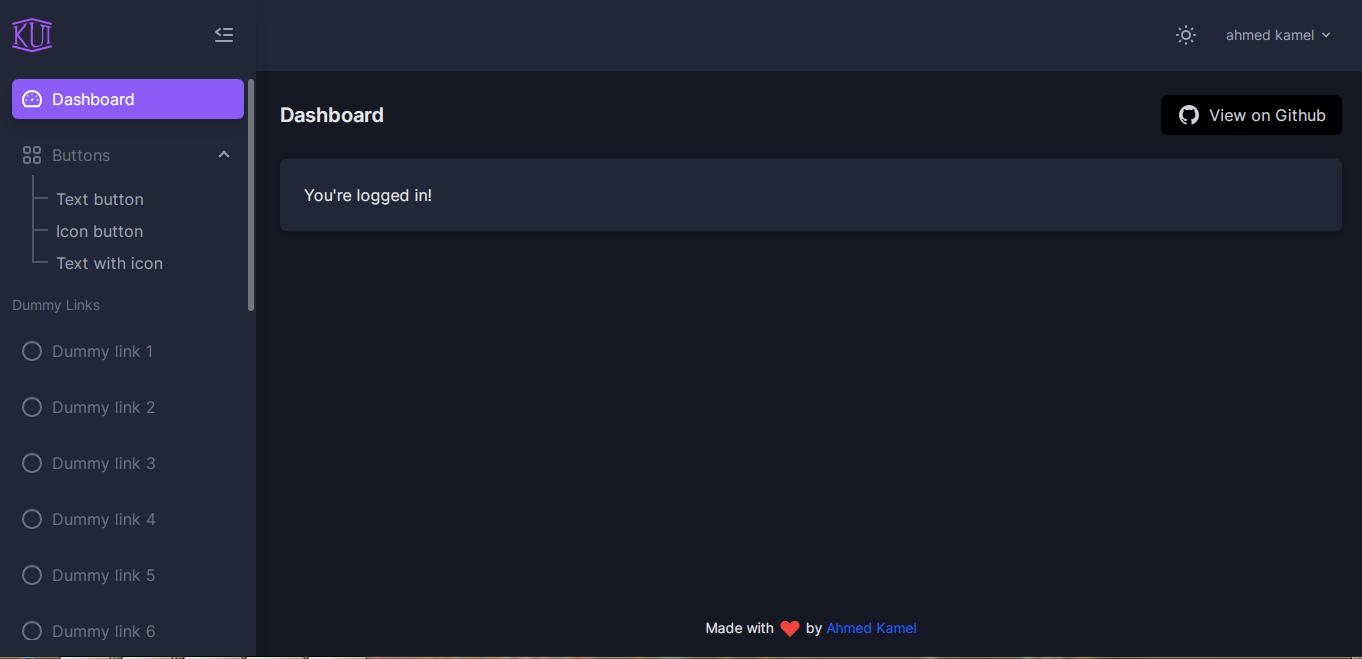 KUI
ahmed kamel
Dashboard
Buttons
Text button
Icon button
Text with icon
Dummy Links
Dummy link 1
Dummy link 2
Dummy link 3
Dummy link 4
Dummy link 5
Dummy link 6
Dashboard
View on Github
You're logged in!
Made with ❤ by Ahmed Kamel